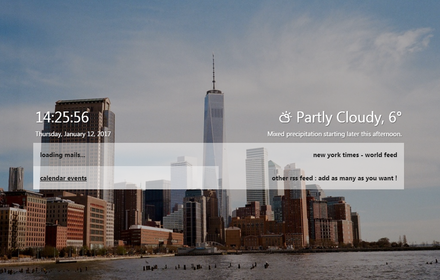 14:25:56
Partly Cloudy, 6°
Thursday, January 12, 2017
Mixed precipitation starting later this afternoon.
loading mails...
new york times - world feed
calendar events
other rss feed : add as many as you want !